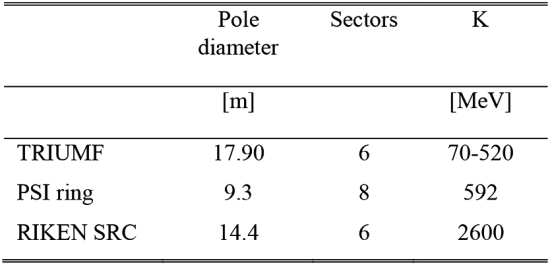 Pole diameter Sectors K
[m] [MeV]
TRIUMF 17.90 6 70-520
PSI ring 9.3 8 592
RIKEN SRC 14.4 6 2600